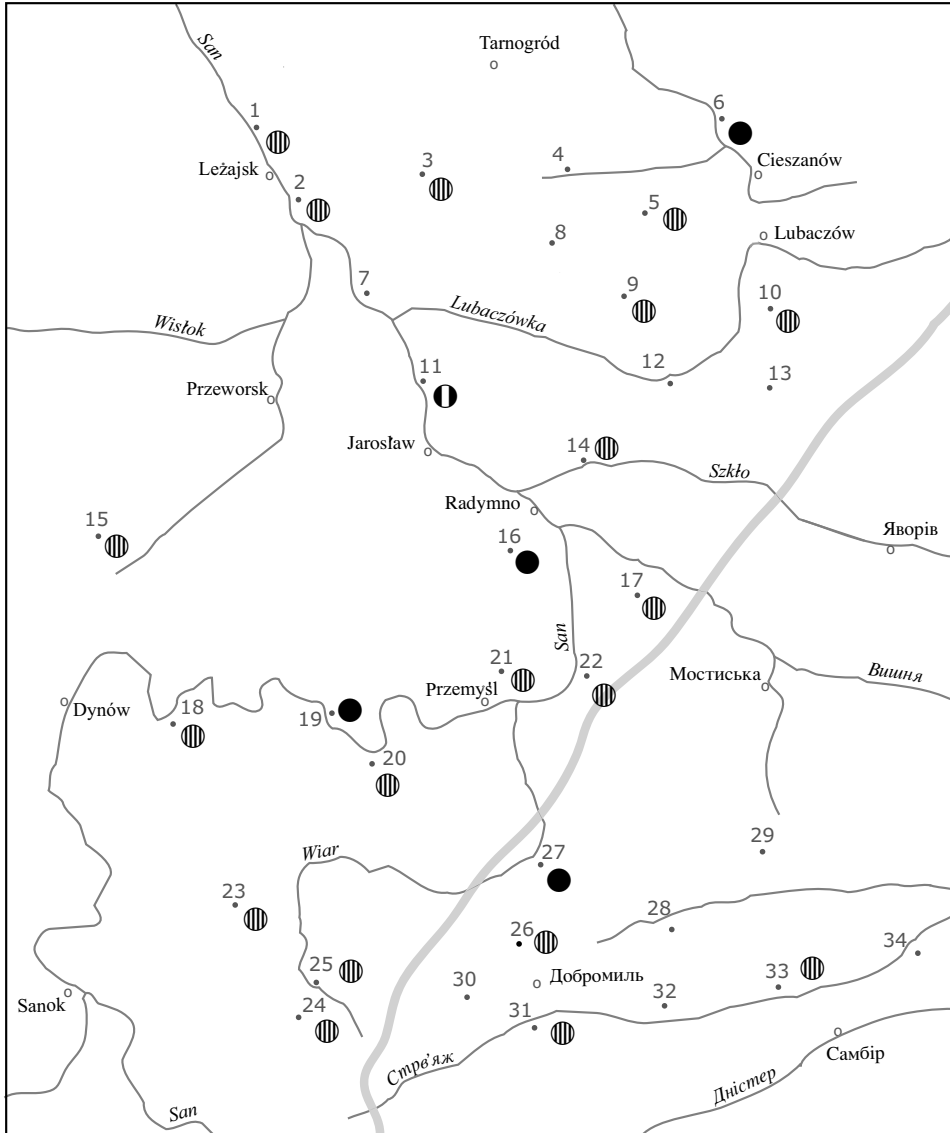 San
Tarnogród
6
1
Leżajsk
3
4
Cieszanów
2
5
8
Lubaczów
7
9
10
Lubaczówka
Wisłok
11
12
13
Przeworsk
Jarosław
14
Szkło
Radymno
15
16
Яворів
17
San
21
22
Przemyśl
Мостиська
Вишня
Dynów
18
19
20
Wiar
27
29
23
28
26
34
25
30
Добромиль
33
Sanok
24
31
32
Самбір
Стрв’яж
Дністер
San